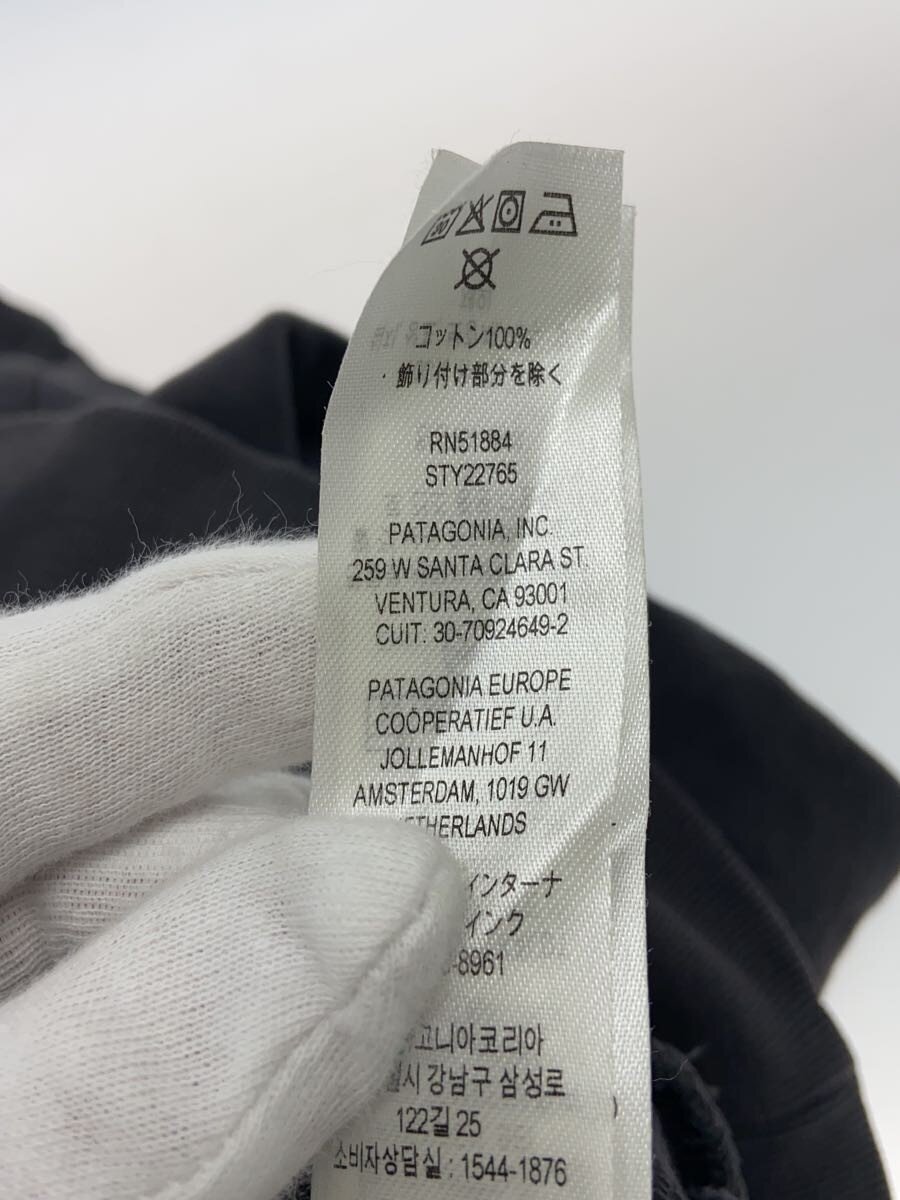 30
コットン100%
・飾り付け部分を除く
RN51884
STY22765
PATAGONIA, INC.
259 W SANTA CLARA ST.
VENTURA, CA 93001
CUIT: 30-70924649-2
PATAGONIA EUROPE
COÖPERATIEF U.A.
JOLLEMANHOF 11
AMSTERDAM, 1019 GW
ETHERLANDS
インターナ
インク
-8961
고니아코리아
시 강남구 삼성로
122길 25
소비자상담실 : 1544-1876